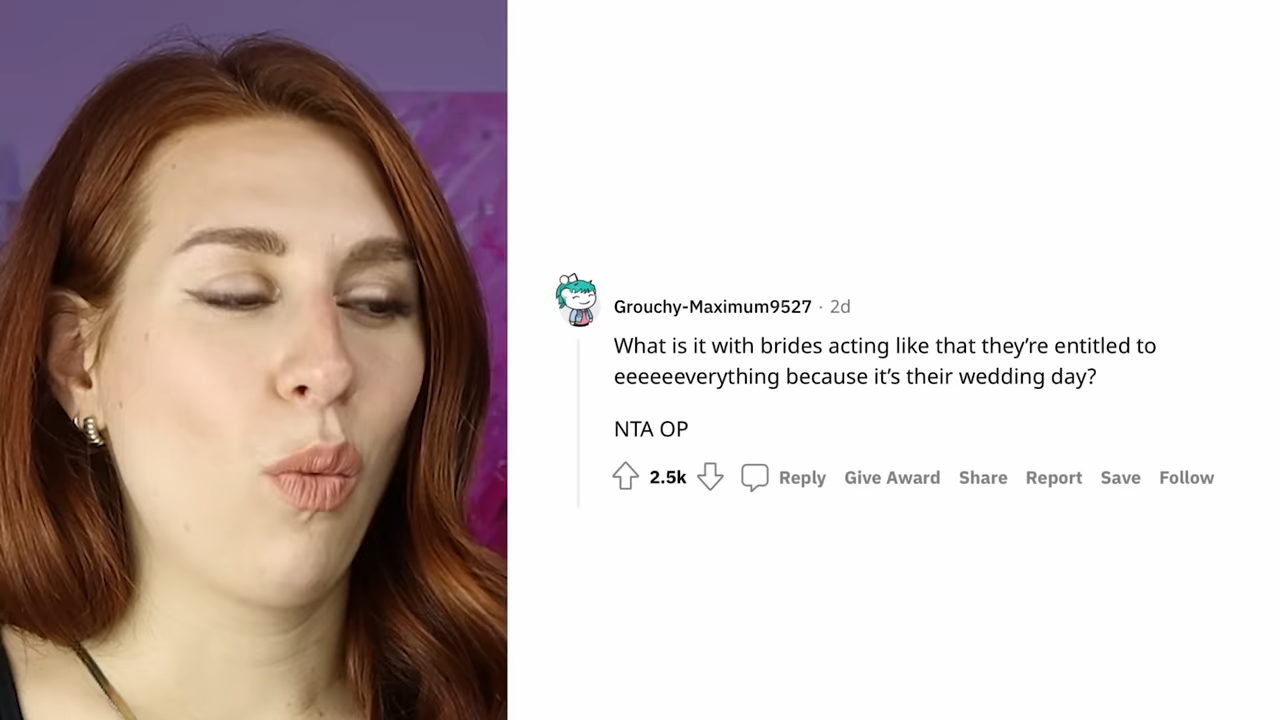 Grouchy-Maximum9527 · 2d
What is it with brides acting like that they’re entitled to
eeeeeeverything because it’s their wedding day?
NTA OP
2.5k Reply Give Award Share Report Save Follow